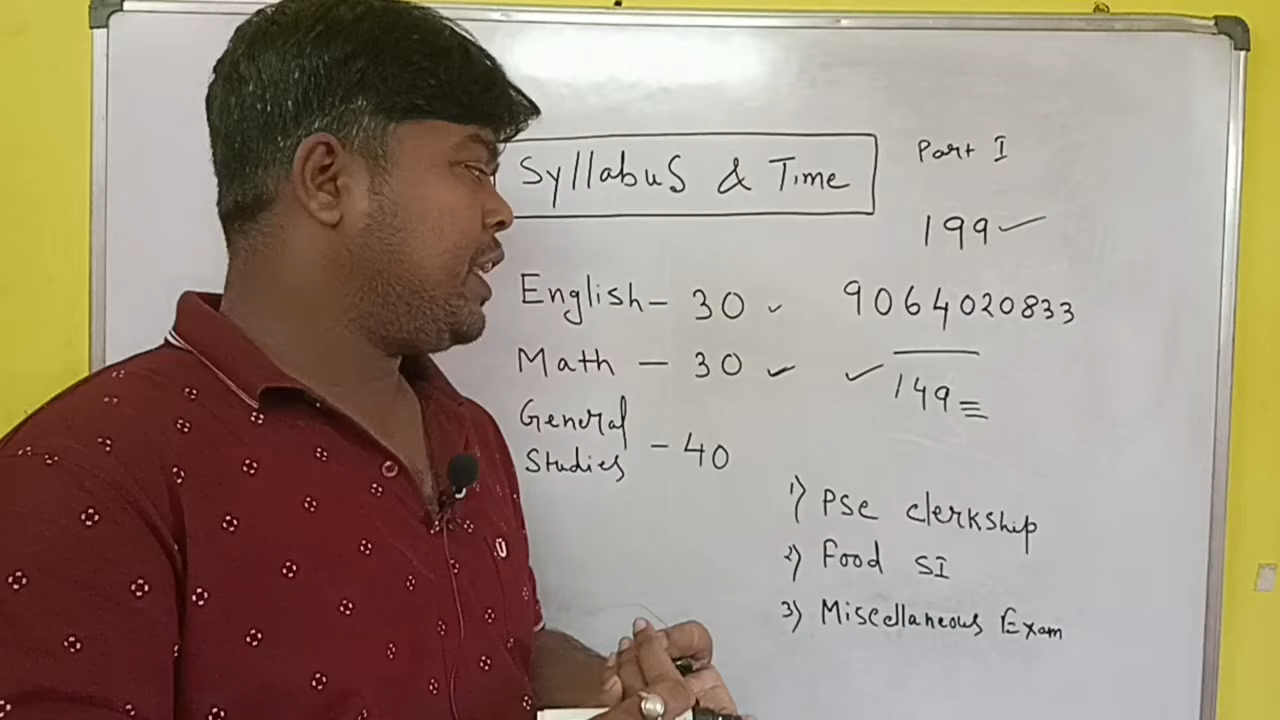 Syllabus & Time
Part I
199
English - 30
9064020833
Math - 30
149
General
Studies - 40
1) PSC Clerkship
2) Food SI
3) Miscellaneous Exam